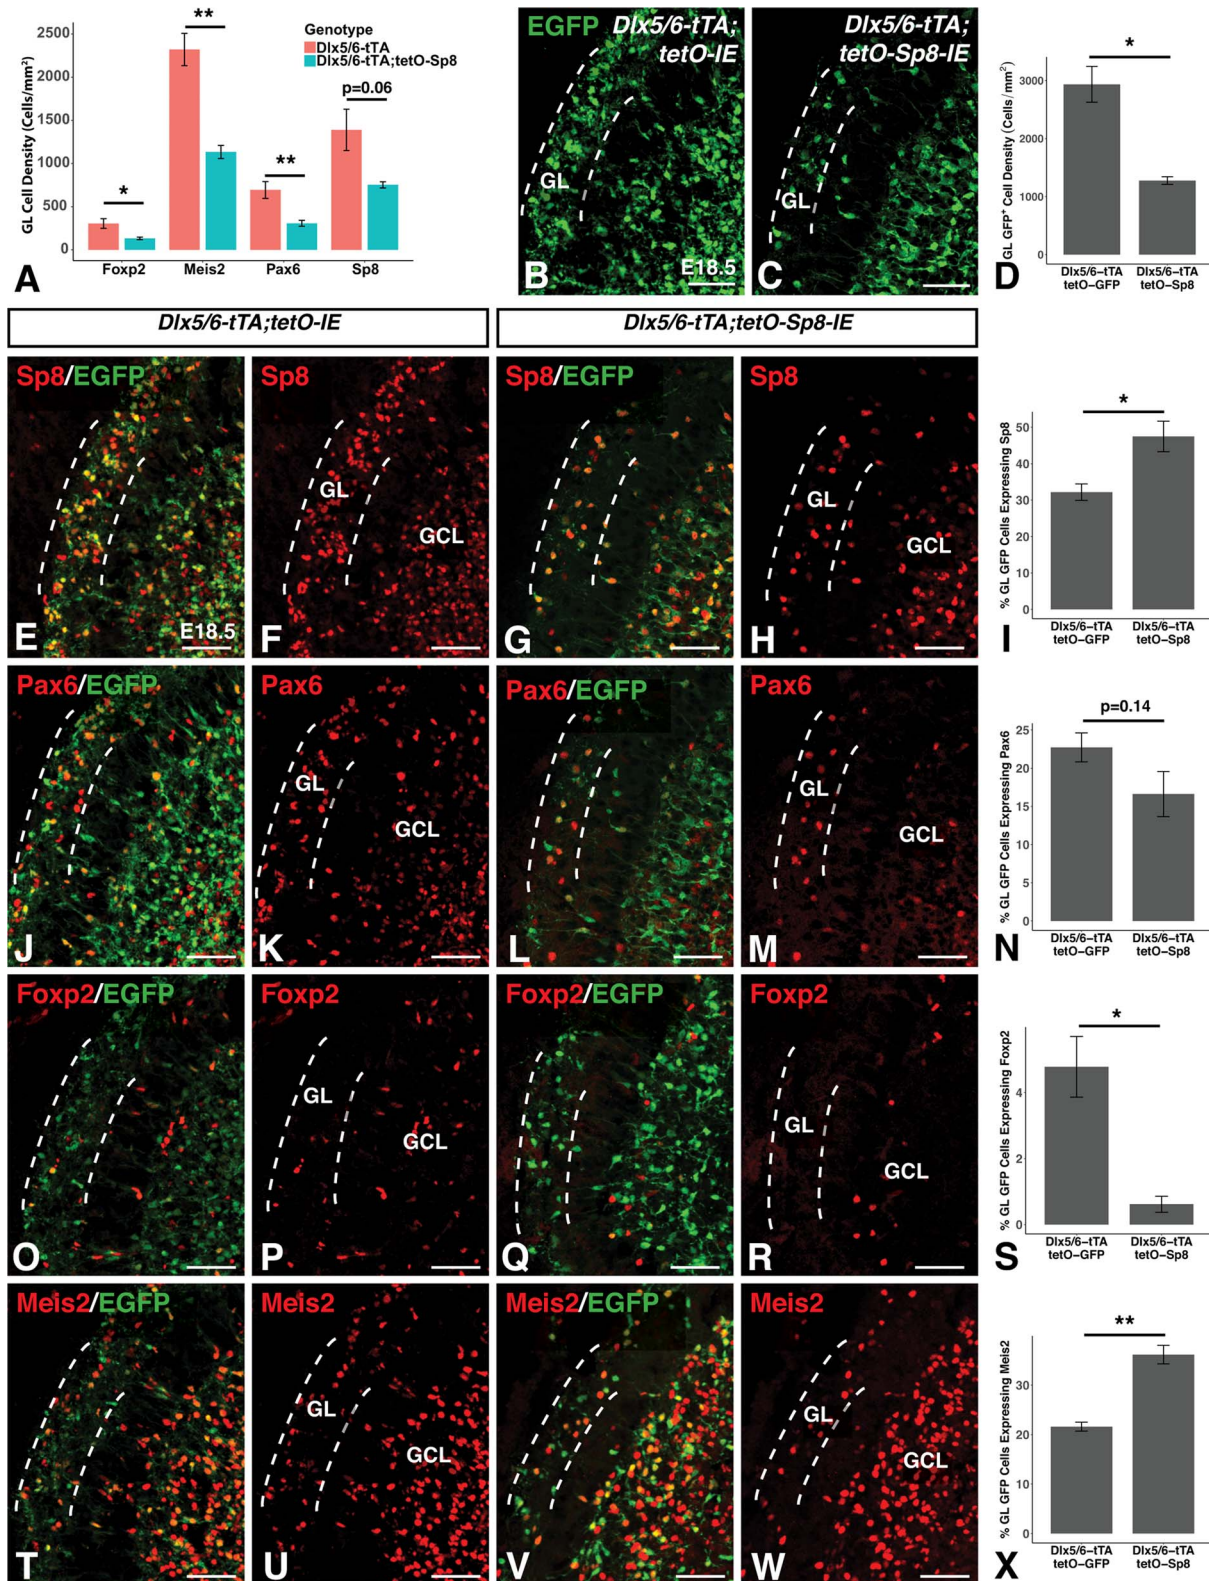 GL Cell Density (Cells/mm²)
2500
2000
1500
1000
500
0
**
*
**
p=0.06
Genotype
Dlx5/6-tTA
Dlx5/6-tTA;tetO-Sp8
Foxp2 Meis2 Pax6 Sp8
A
EGFP
Dlx5/6-tTA;
tetO-IE
GL
B
E18.5
Dlx5/6-tTA;
tetO-Sp8-IE
GL
C
GL GFP⁺ Cell Density (Cells/mm²)
3000
2000
1000
0
*
Dlx5/6-tTA Dlx5/6-tTA
tetO-GFP tetO-Sp8
D
Dlx5/6-tTA;tetO-IE
Dlx5/6-tTA;tetO-Sp8-IE
Sp8/EGFP
E
E18.5
Sp8
GL
GCL
F
Sp8/EGFP
G
Sp8
GL
GCL
H
% GL GFP Cells Expressing Sp8
50
40
30
20
10
0
*
Dlx5/6-tTA Dlx5/6-tTA
tetO-GFP tetO-Sp8
I
Pax6/EGFP
J
Pax6
GL
GCL
K
Pax6/EGFP
L
Pax6
GL
GCL
M
% GL GFP Cells Expressing Pax6
25
20
15
10
5
0
p=0.14
Dlx5/6-tTA Dlx5/6-tTA
tetO-GFP tetO-Sp8
N
Foxp2/EGFP
O
Foxp2
GL
GCL
P
Foxp2/EGFP
Q
Foxp2
GL
GCL
R
% GL GFP Cells Expressing Foxp2
4
2
0
*
Dlx5/6-tTA Dlx5/6-tTA
tetO-GFP tetO-Sp8
S
Meis2/EGFP
T
Meis2
GL
GCL
U
Meis2/EGFP
V
Meis2
GL
GCL
W
% GL GFP Cells Expressing Meis2
30
20
10
0
**
Dlx5/6-tTA Dlx5/6-tTA
tetO-GFP tetO-Sp8
X